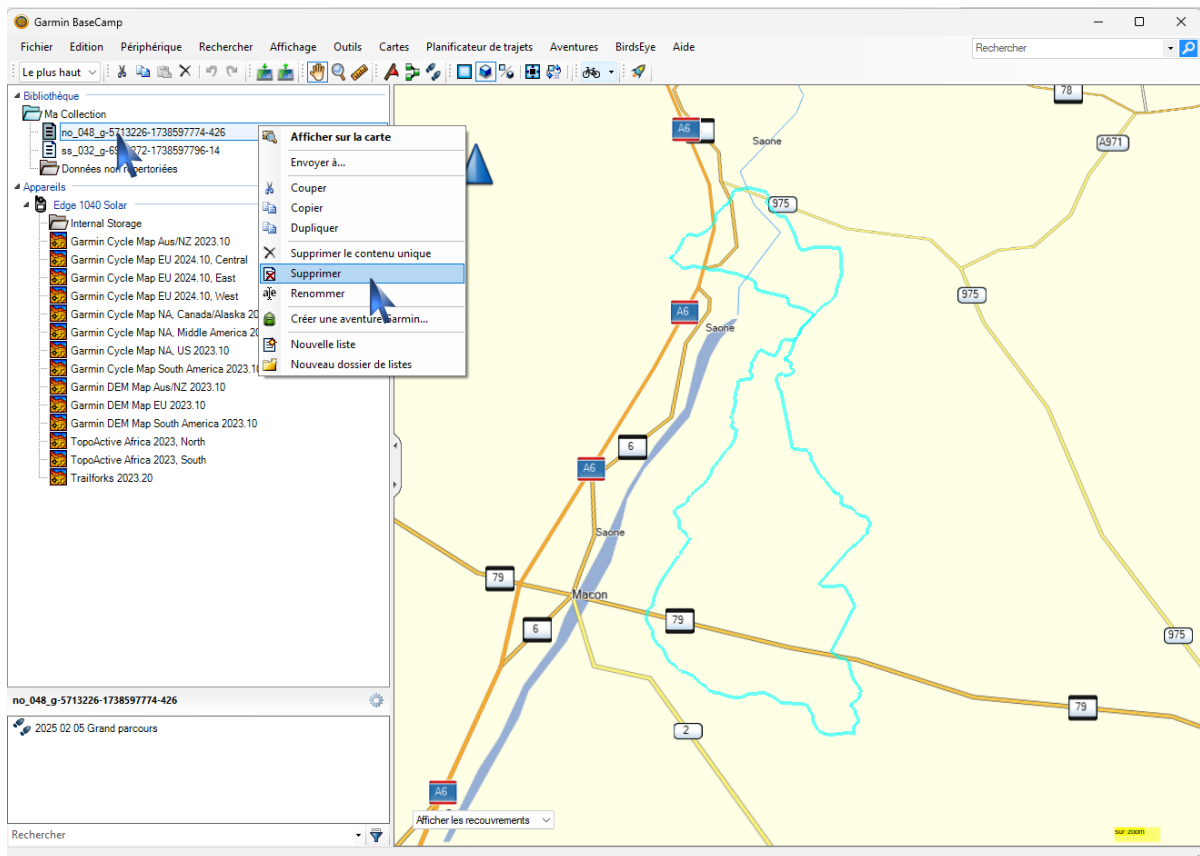 Garmin BaseCamp
Fichier Edition Périphérique Rechercher Affichage Outils Cartes Planificateur de trajets Aventures BirdsEye Aide
Rechercher
Le plus haut
Bibliothèque
Ma Collection
no_048_g-5713226-1738597774-426
Données non répertoriées
Appareils
Edge 1040 Solar
Internal Storage
Garmin Cycle Map Aus/NZ 2023.10
Garmin Cycle Map EU 2024.10, Central
Garmin Cycle Map EU 2024.10, East
Garmin Cycle Map EU 2024.10, West
Garmin Cycle Map NA, Canada/Alaska 20
Garmin Cycle Map NA, Middle America 20
Garmin Cycle Map NA, US 2023.10
Garmin Cycle Map South America 2023.10
Garmin DEM Map Aus/NZ 2023.10
Garmin DEM Map EU 2023.10
Garmin DEM Map South America 2023.10
TopoActive Africa 2023, North
TopoActive Africa 2023, South
Trailforks 2023.20
Afficher sur la carte
Envoyer à...
Couper
Copier
Dupliquer
Supprimer le contenu unique
Supprimer
Renommer
Créer une aventure Garmin...
Nouvelle liste
Nouveau dossier de listes
no_048_g-5713226-1738597774-426
2025 02 05 Grand parcours
Rechercher
78
A6
Saone
A971
975
975
A6
Saone
6
A6
Saone
79
Macon
79
6
975
79
2
A6
Afficher les recouvrements
sur-zoom